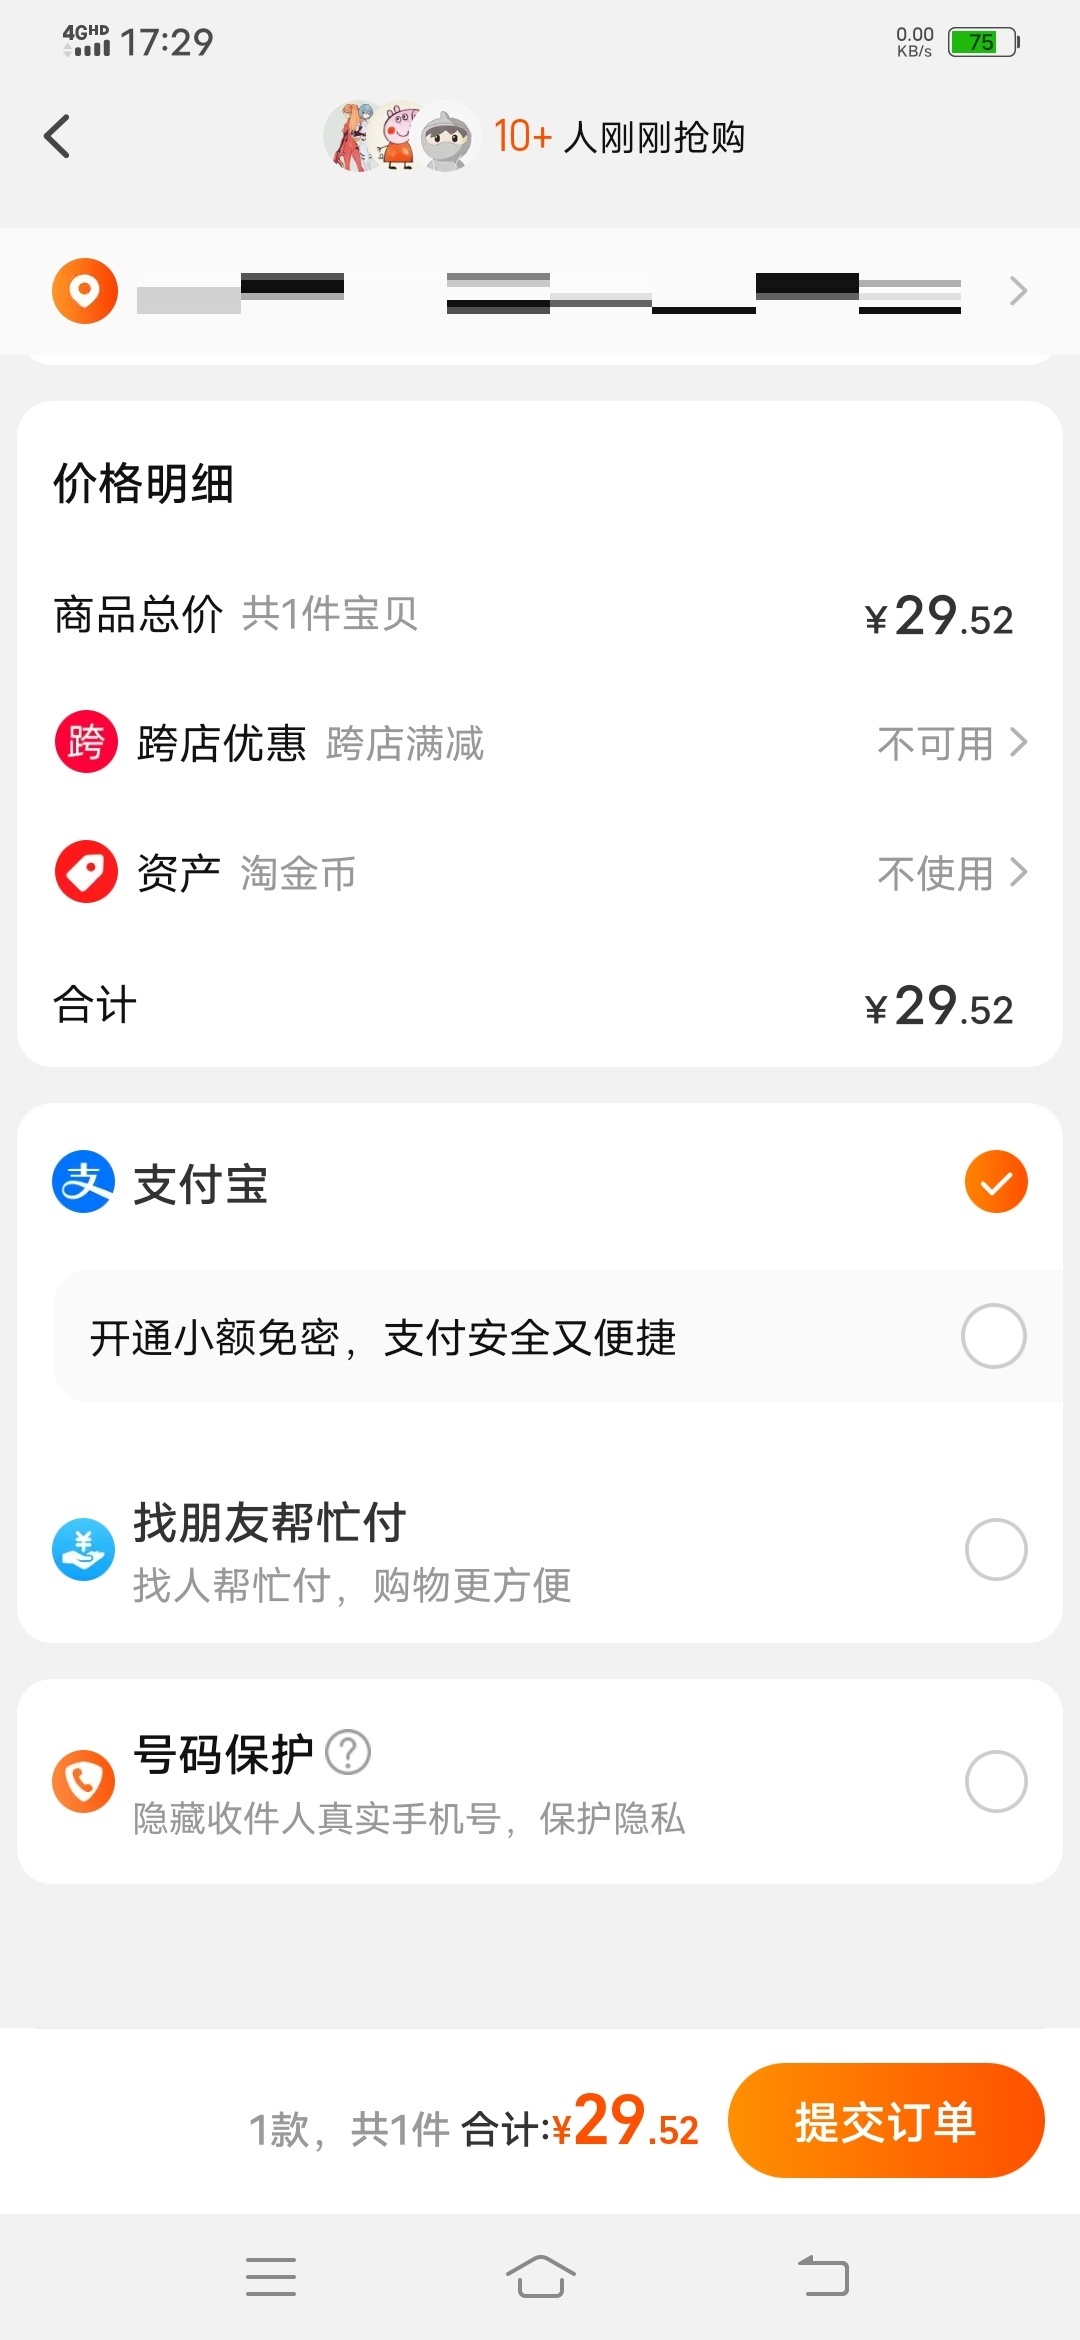 4GHD 17:29 0.00 KB/s 75
10+ 人刚刚抢购
价格明细
商品总价 共1件宝贝 ¥29.52
跨 跨店优惠 跨店满减 不可用
资产 淘金币 不使用
合计 ¥29.52
支 支付宝
开通小额免密，支付安全又便捷
¥ 找朋友帮忙付
找人帮忙付，购物更方便
号码保护 ?
隐藏收件人真实手机号，保护隐私
1款，共1件 合计:¥29.52 提交订单